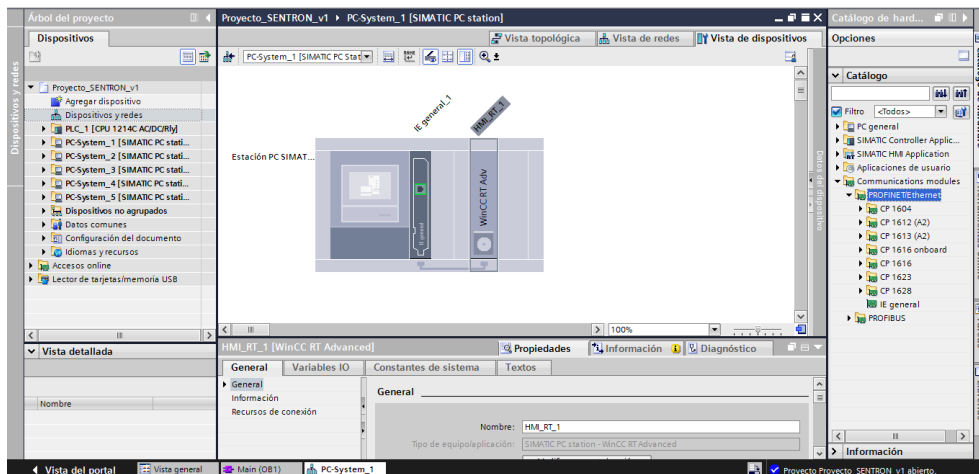 Árbol del proyecto
Dispositivos
Dispositivos y redes
Proyecto_SENTRON_v1
Agregar dispositivo
Dispositivos y redes
PLC_1 [CPU 1214C AC/DC/Rly]
PC-System_1 [SIMATIC PC stati...
PC-System_2 [SIMATIC PC stati...
PC-System_3 [SIMATIC PC stati...
PC-System_4 [SIMATIC PC stati...
PC-System_5 [SIMATIC PC stati...
Dispositivos no agrupados
Datos comunes
Configuración del documento
Idiomas y recursos
Accesos online
Lector de tarjetas/memoria USB
Vista detallada
Nombre
Proyecto_SENTRON_v1 PC-System_1 [SIMATIC PC station]
Vista topológica Vista de redes Vista de dispositivos
PC-System_1 [SIMATIC PC Stat
IE general_1
HMI_RT_1
Estación PC SIMAT...
IE general
WinCC RT Adv
Datos del dispositivo
100%
HMI_RT_1 [WinCC RT Advanced]
Propiedades Información Diagnóstico
General Variables IO Constantes de sistema Textos
General
Información
Recursos de conexión
General
Nombre: HMI_RT_1
Tipo de equipo/aplicación: SIMATIC PC station - WinCC RT Advanced
Catálogo de hard...
Opciones
Catálogo
Filtro <Todos>
PC general
SIMATIC Controller Applic...
SIMATIC HMI Application
Aplicaciones de usuario
Communications modules
PROFINET/Ethernet
CP 1604
CP 1612 (A2)
CP 1613 (A2)
CP 1616 onboard
CP 1616
CP 1623
CP 1628
IE general
PROFIBUS
Información
Vista del portal Vista general Main (OB1) PC-System_1
Proyecto Proyecto_SENTRON_v1 abierto.